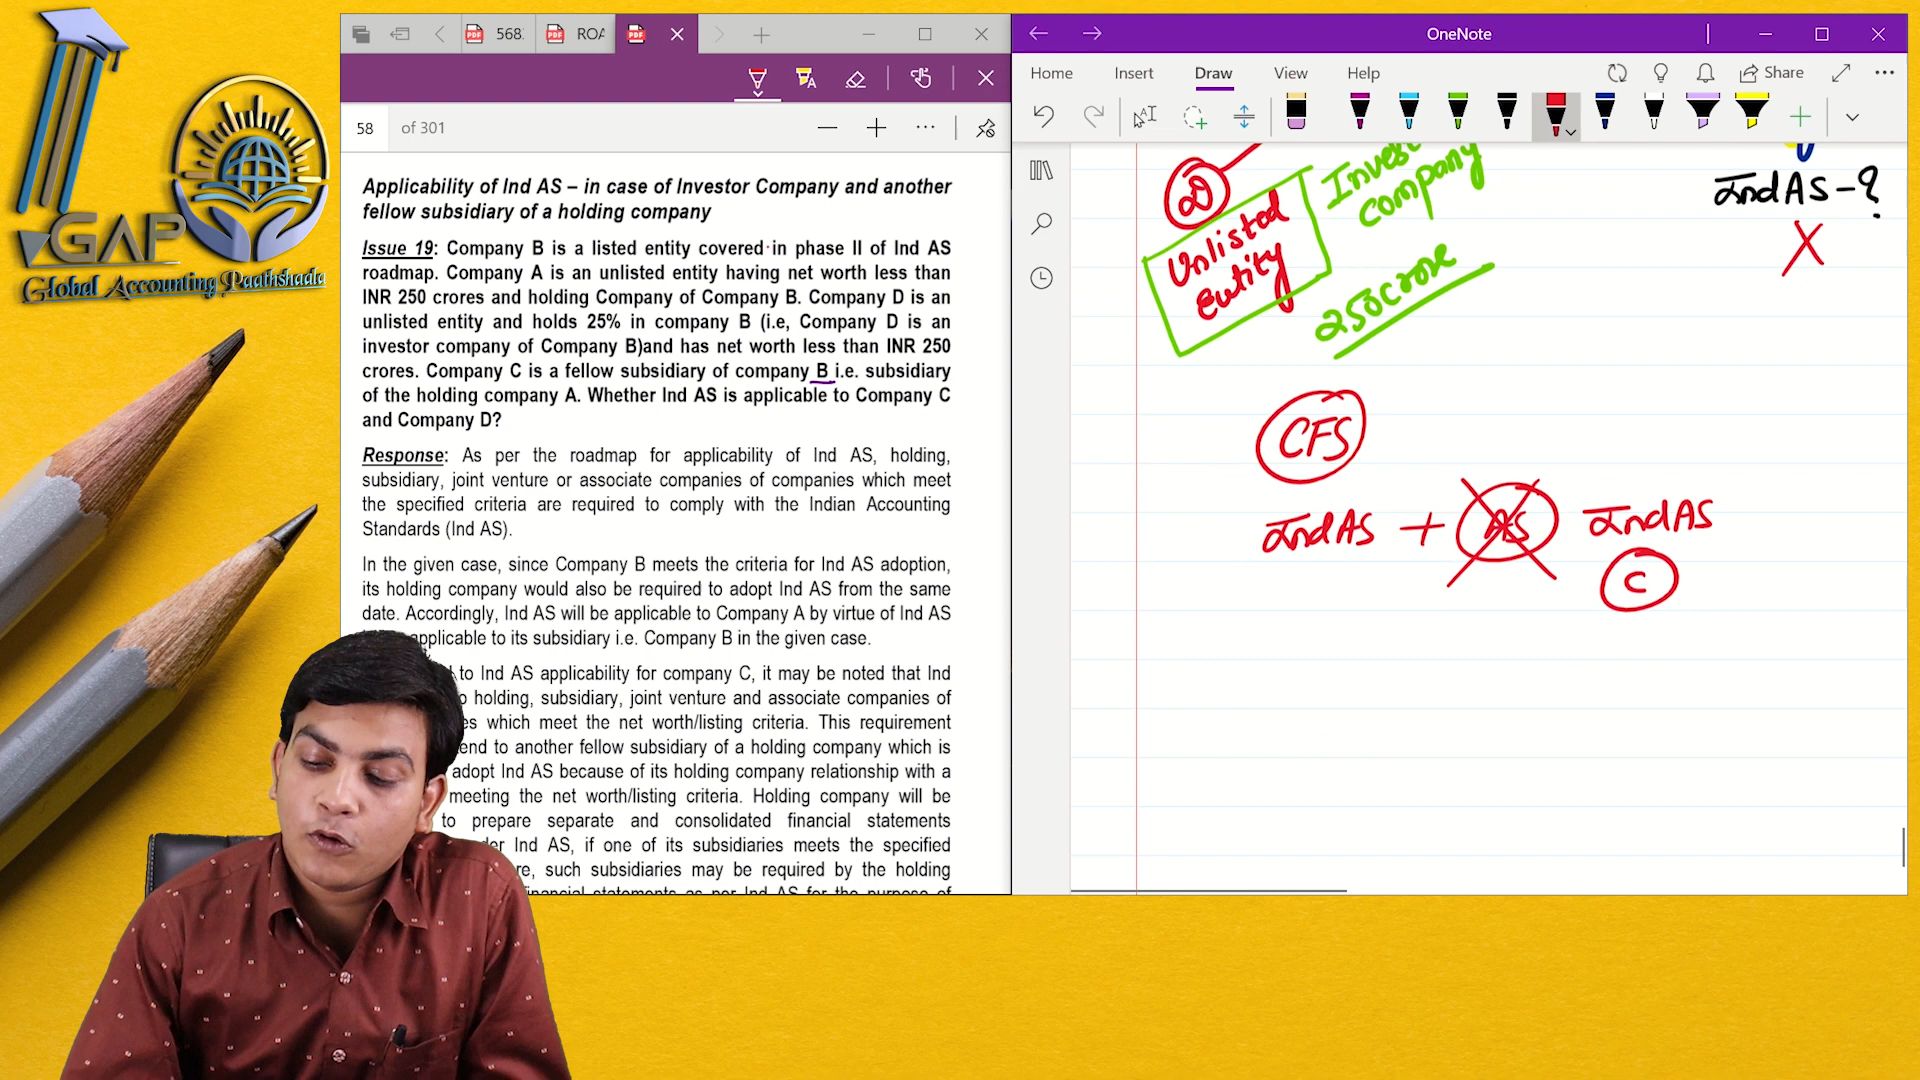 GAP
Global Accounting Paathshaala
568
ROA
58
of 301
Applicability of Ind AS – in case of Investor Company and another
fellow subsidiary of a holding company
Issue 19: Company B is a listed entity covered in phase II of Ind AS
roadmap. Company A is an unlisted entity having net worth less than
INR 250 crores and holding Company of Company B. Company D is an
unlisted entity and holds 25% in company B (i.e, Company D is an
investor company of Company B)and has net worth less than INR 250
crores. Company C is a fellow subsidiary of company B i.e. subsidiary
of the holding company A. Whether Ind AS is applicable to Company C
and Company D?
Response: As per the roadmap for applicability of Ind AS, holding,
subsidiary, joint venture or associate companies of companies which meet
the specified criteria are required to comply with the Indian Accounting
Standards (Ind AS).
In the given case, since Company B meets the criteria for Ind AS adoption,
its holding company would also be required to adopt Ind AS from the same
date. Accordingly, Ind AS will be applicable to Company A by virtue of Ind AS
applicable to its subsidiary i.e. Company B in the given case.
to Ind AS applicability for company C, it may be noted that Ind
holding, subsidiary, joint venture and associate companies of
which meet the net worth/listing criteria. This requirement
to another fellow subsidiary of a holding company which is
adopt Ind AS because of its holding company relationship with a
meeting the net worth/listing criteria. Holding company will be
to prepare separate and consolidated financial statements
Ind AS, if one of its subsidiaries meets the specified
such subsidiaries may be required by the holding
financial statements as per Ind AS for the purpose of
OneNote
Home Insert Draw View Help Share
D
Unlisted
Entity
Company
250crore
IndAS-?
X
CFS
IndAS + AS IndAS
C